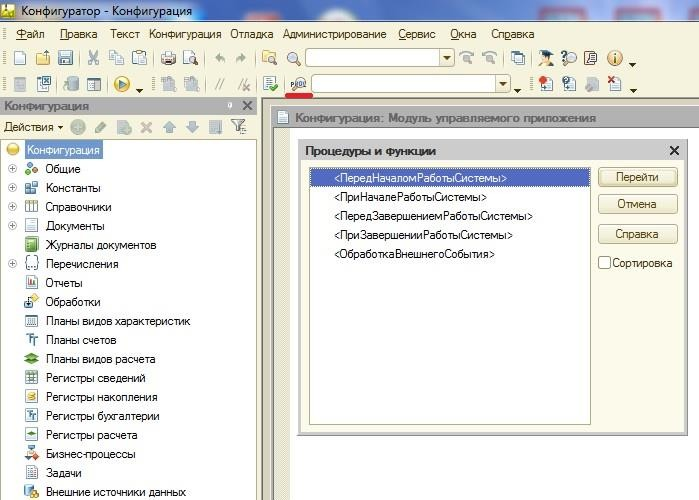 Конфигуратор - Конфигурация
Файл Правка Текст Конфигурация Отладка Администрирование Сервис Окна Справка
Конфигурация
Действия
Конфигурация
Общие
Константы
Справочники
Документы
Журналы документов
Перечисления
Отчеты
Обработки
Планы видов характеристик
Планы счетов
Планы видов расчета
Регистры сведений
Регистры накопления
Регистры бухгалтерии
Регистры расчета
Бизнес-процессы
Задачи
Внешние источники данных
Конфигурация: Модуль управляемого приложения
Процедуры и функции
<ПередНачаломРаботыСистемы>
<ПриНачалеРаботыСистемы>
<ПередЗавершениемРаботыСистемы>
<ПриЗавершенииРаботыСистемы>
<ОбработкаВнешнегоСобытия>
Перейти
Отмена
Справка
Сортировка